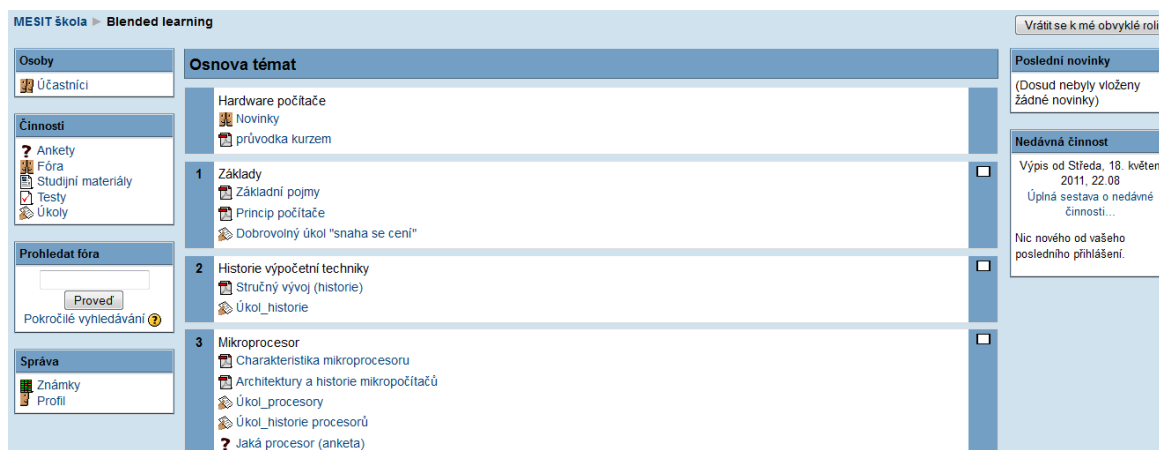 MESIT škola ► Blended learning
Vrátit se k mé obvyklé roli
Osoby
Účastníci
Činnosti
Ankety
Fóra
Studijní materiály
Testy
Úkoly
Prohledat fóra
Proveď
Pokročilé vyhledávání ?
Správa
Známky
Profil
Osnova témat
Hardware počítače
Novinky
průvodka kurzem
1 Základy
Základní pojmy
Princip počítače
Dobrovolný úkol "snaha se cení"
2 Historie výpočetní techniky
Stručný vývoj (historie)
Úkol_historie
3 Mikroprocesor
Charakteristika mikroprocesoru
Architektury a historie mikropočítačů
Úkol_procesory
Úkol_historie procesorů
Jaká procesor (anketa)
Poslední novinky
(Dosud nebyly vloženy
žádné novinky)
Nedávná činnost
Výpis od Středa, 18. květen
2011, 22.08
Úplná sestava o nedávné
činnosti...
Nic nového od vašeho
posledního přihlášení.